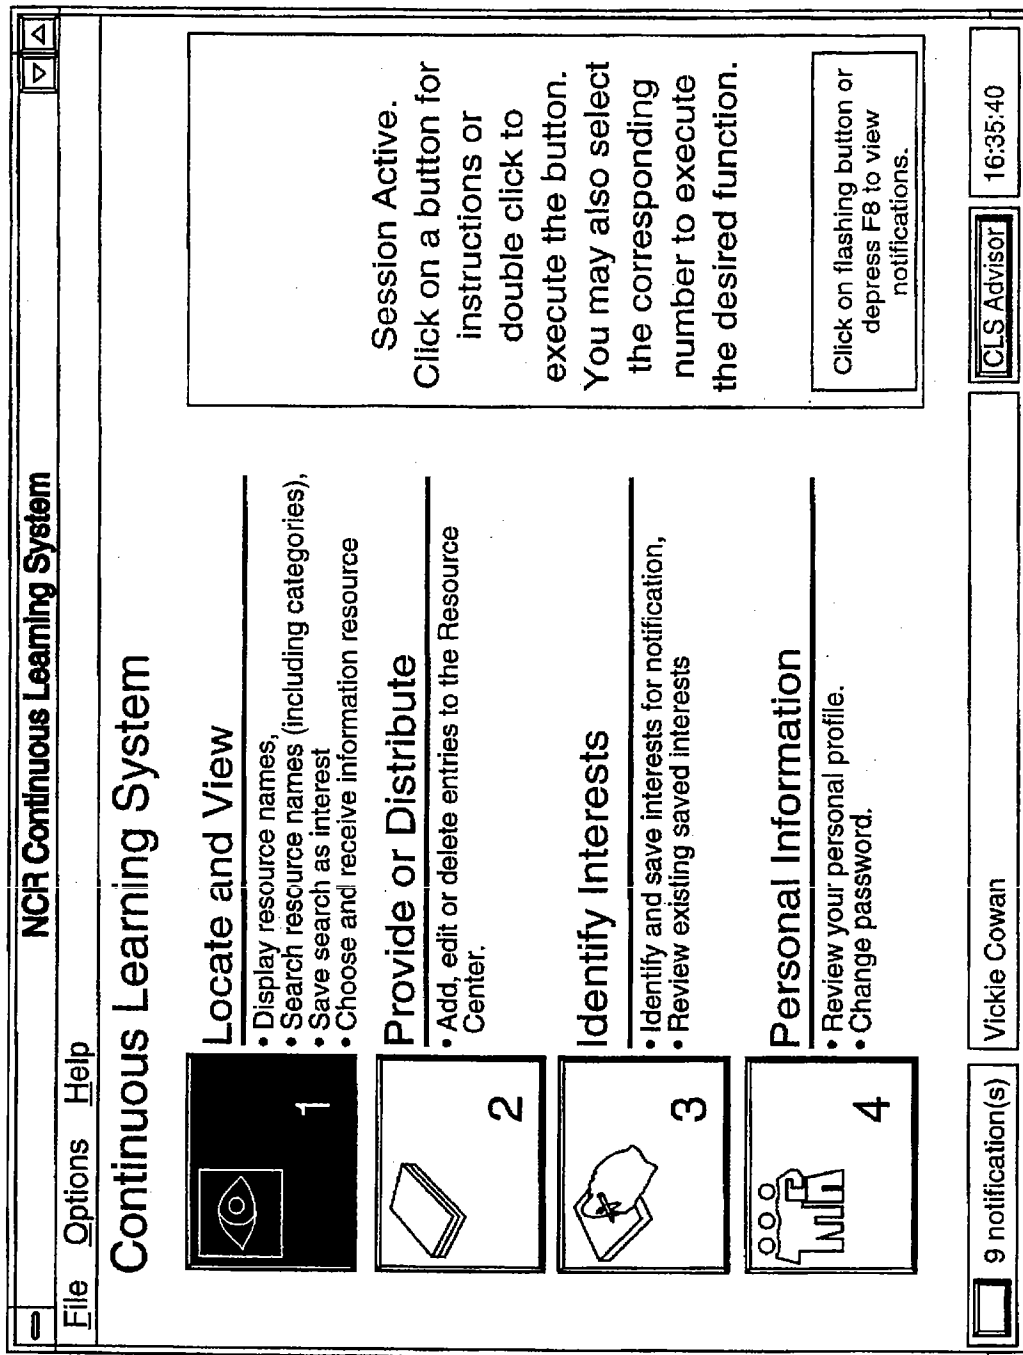 NCR Continuous Learning System
File Options Help
Continuous Learning System
1
Locate and View
• Display resource names,
• Search resource names (including categories),
• Save search as interest
• Choose and receive information resource
2
Provide or Distribute
• Add, edit or delete entries to the Resource
Center.
3
Identify Interests
• Identify and save interests for notification,
• Review existing saved interests
4
Personal Information
• Review your personal profile.
• Change password.
Session Active.
Click on a button for
instructions or
double click to
execute the button.
You may also select
the corresponding
number to execute
the desired function.
Click on flashing button or
depress F8 to view
notifications.
9 notification(s)
Vickie Cowan
CLS Advisor
16:35:40